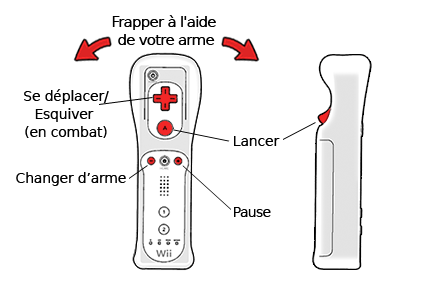 Frapper à l'aide
de votre arme
Se déplacer/
Esquiver
(en combat)
A
Lancer
Changer d’arme
Pause
1
2
Wii